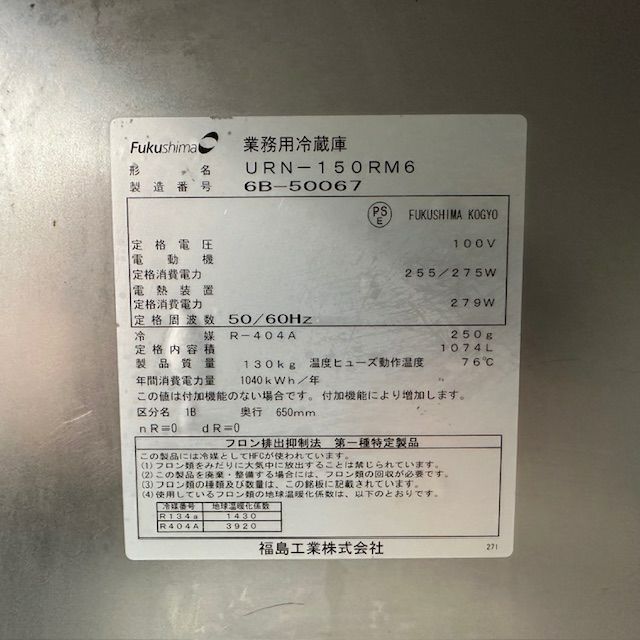 Fukushima 業務用冷蔵庫
形名 URN-150RM6
製造番号 6B-50067
PS E FUKUSHIMA KOGYO
定格電圧 100V
電動機
定格消費電力 255/275W
電熱装置
定格消費電力 279W
定格周波数 50/60Hz
冷媒 R-404A 250g
定格内容積 1074L
製品質量 130kg 温度ヒューズ動作温度 76℃
年間消費電力量 1040kWh/年
この値は付加機能のない場合です。付加機能により増加します。
区分名 1B 奥行 650mm
nR=0 dR=0
フロン排出抑制法 第一種特定製品
この製品には冷媒としてHFCが使われています。
(1)フロン類をみだりに大気中に放出することは禁じられています。
(2)この製品を廃棄・整備する場合には、フロン類の回収が必要です。
(3)フロン類の種類及び数量は、この銘板に記載されています。
(4)使用しているフロン類の地球温暖化係数は、以下のとおりです。
冷媒番号 地球温暖化係数
R134a 1430
R404A 3920
福島工業株式会社 271